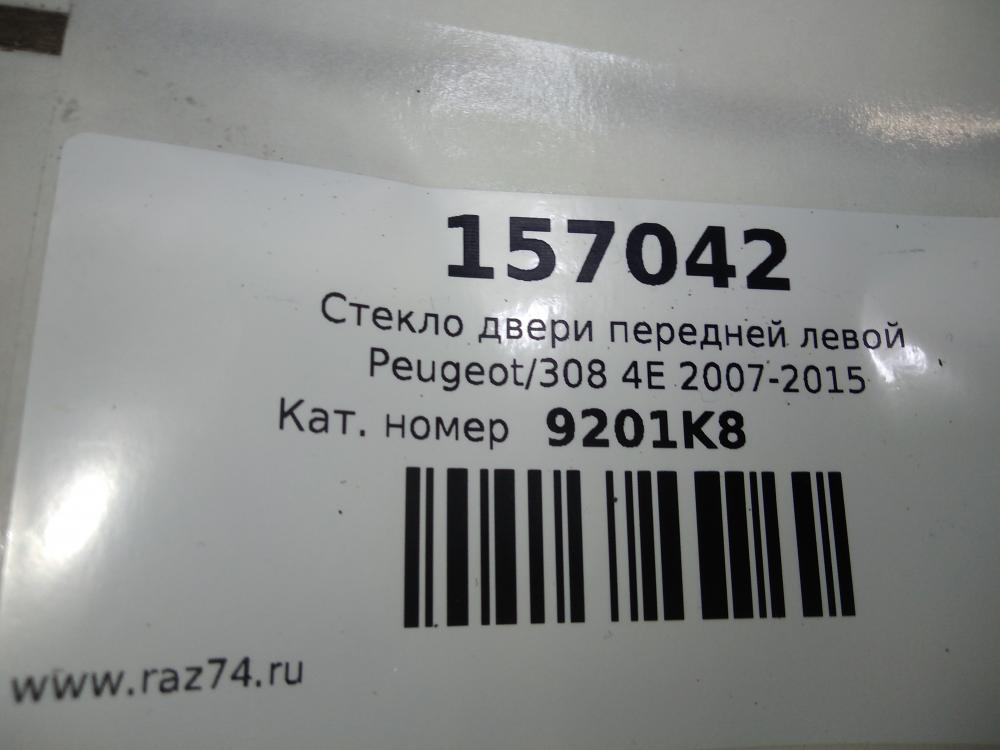 157042
Стекло двери передней левой
Peugeot/308 4E 2007-2015
Кат. номер 9201K8
www.raz74.ru